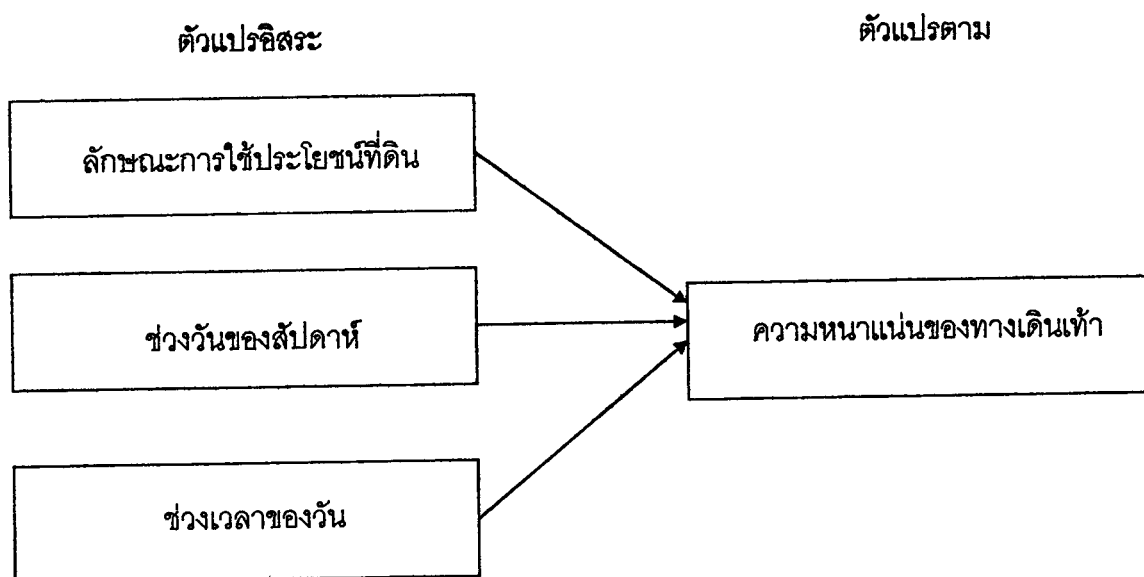 ตัวแปรอิสระ
ตัวแปรตาม
ลักษณะการใช้ประโยชน์ที่ดิน
ช่วงวันของสัปดาห์
ความหนาแน่นของทางเดินเท้า
ช่วงเวลาของวัน